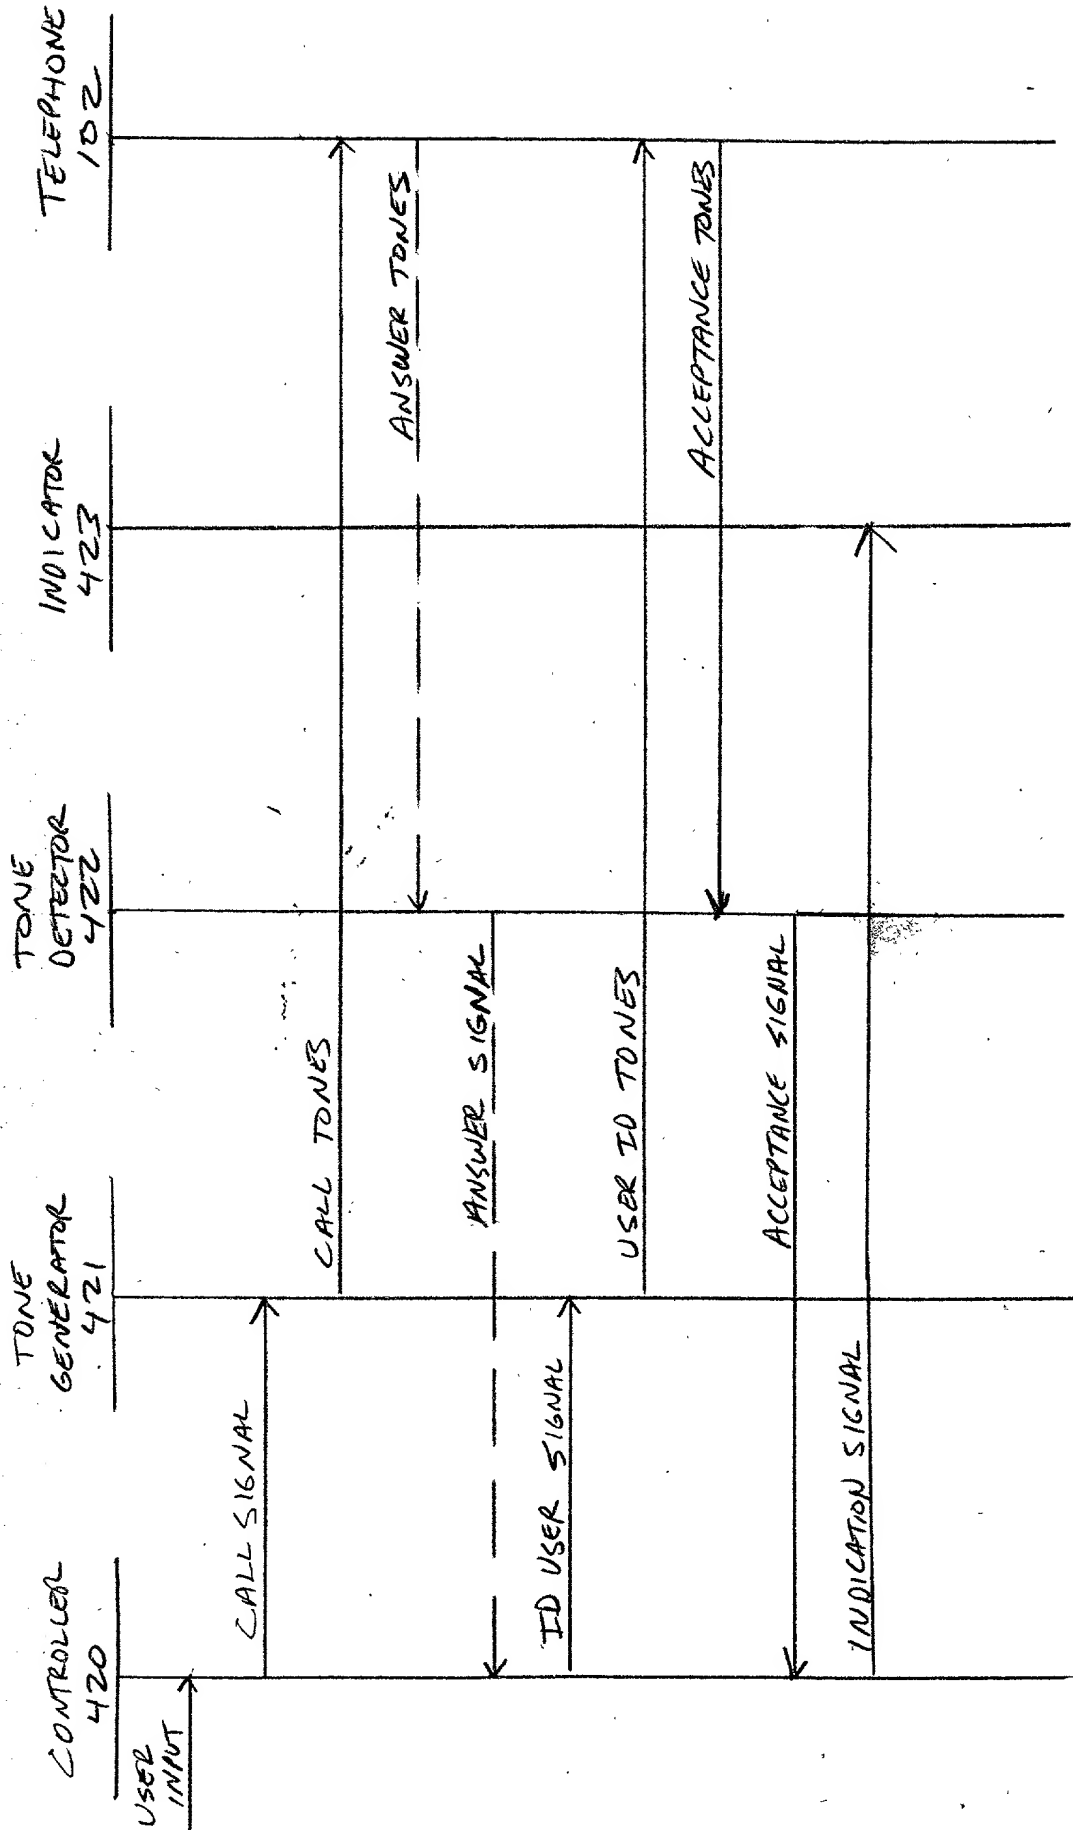 CONTROLLER
420
TONE
GENERATOR
421
TONE
DETECTOR
422
INDICATOR
423
TELEPHONE
102
USER
INPUT
CALL SIGNAL
CALL TONES
ANSWER TONES
ANSWER SIGNAL
ID USER SIGNAL
USER ID TONES
ACCEPTANCE TONES
ACCEPTANCE SIGNAL
INDICATION SIGNAL